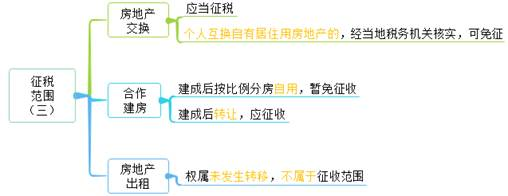 征税
范围
（三）
房地产
交换
应当征税
个人互换自有居住用房地产的，经当地税务机关核实，可免征
合作
建房
建成后按比例分房自用，暂免征收
建成后转让，应征收
房地产
出租
权属未发生转移，不属于征收范围